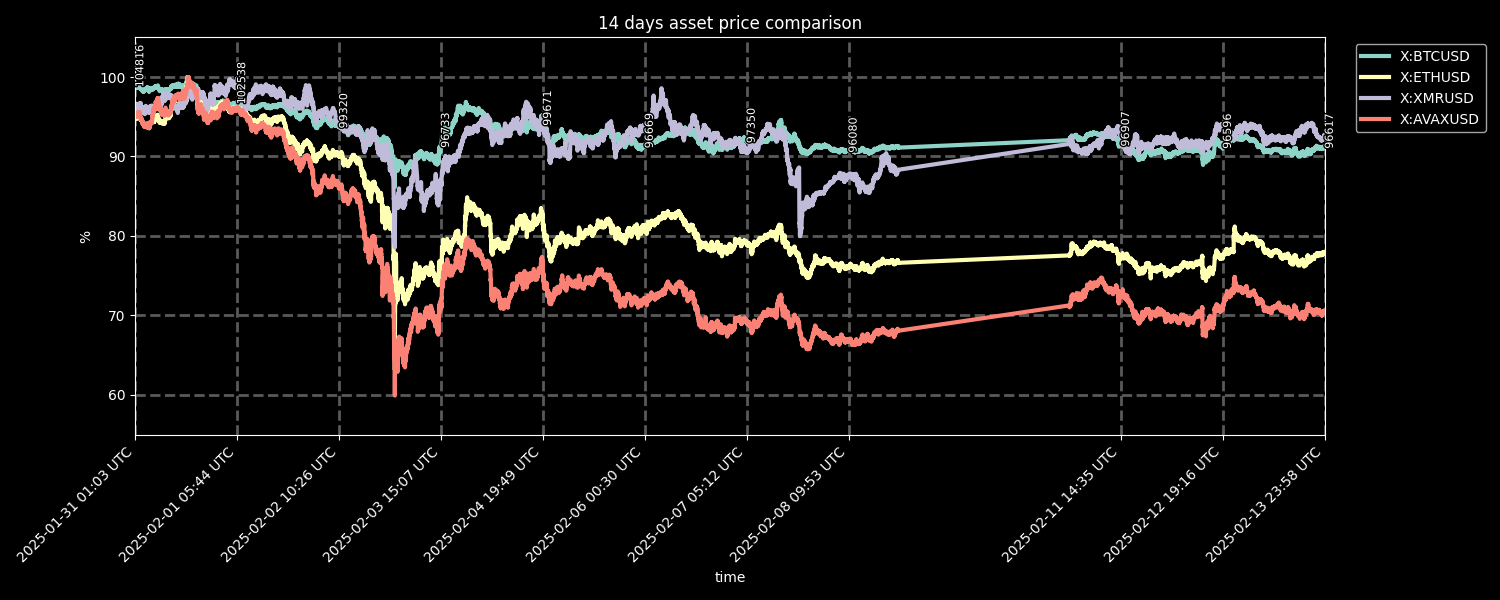 14 days asset price comparison
X:BTCUSD
X:ETHUSD
X:XMRUSD
X:AVAXUSD
104816
102538
99320
96733
99671
96669
97350
96080
96907
96596
96617
100
90
80
70
60
%
2025-01-31 01:03 UTC
2025-02-01 05:44 UTC
2025-02-02 10:26 UTC
2025-02-03 15:07 UTC
2025-02-04 19:49 UTC
2025-02-06 00:30 UTC
2025-02-07 05:12 UTC
2025-02-08 09:53 UTC
2025-02-11 14:35 UTC
2025-02-12 19:16 UTC
2025-02-13 23:58 UTC
time